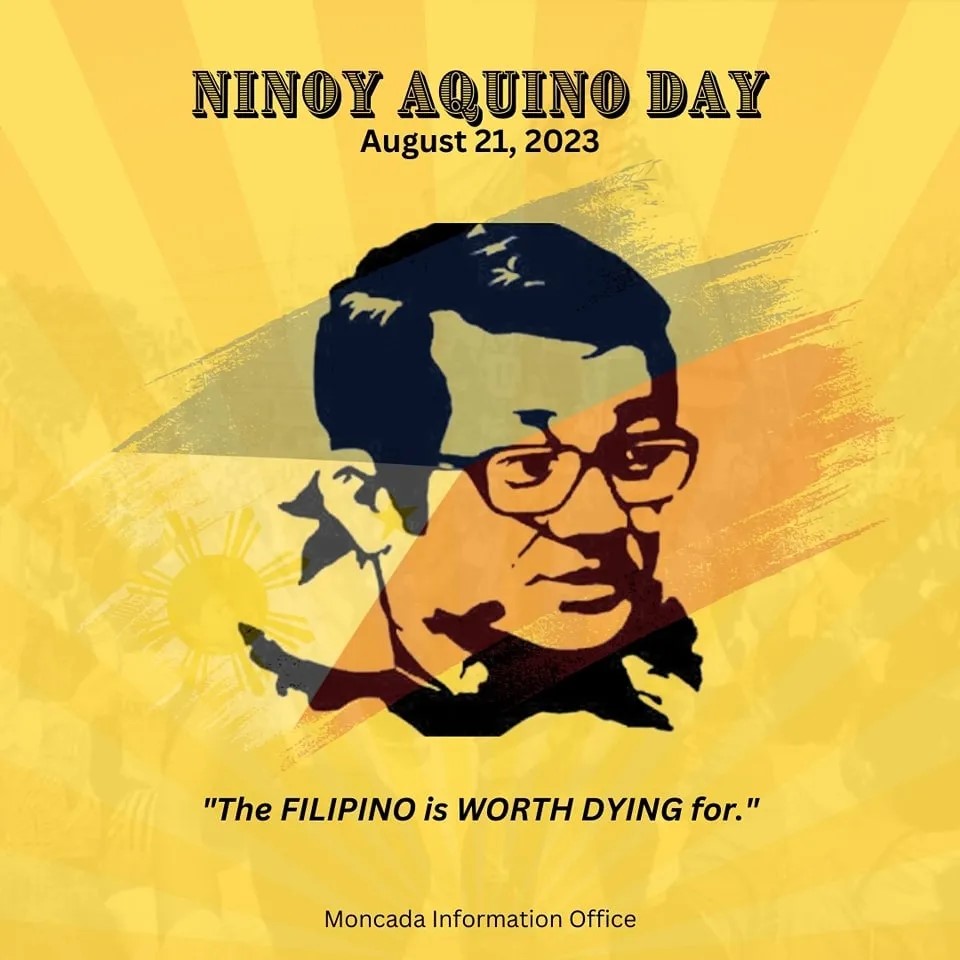 NINOY AQUINO DAY
August 21, 2023
"The FILIPINO is WORTH DYING for."
Moncada Information Office